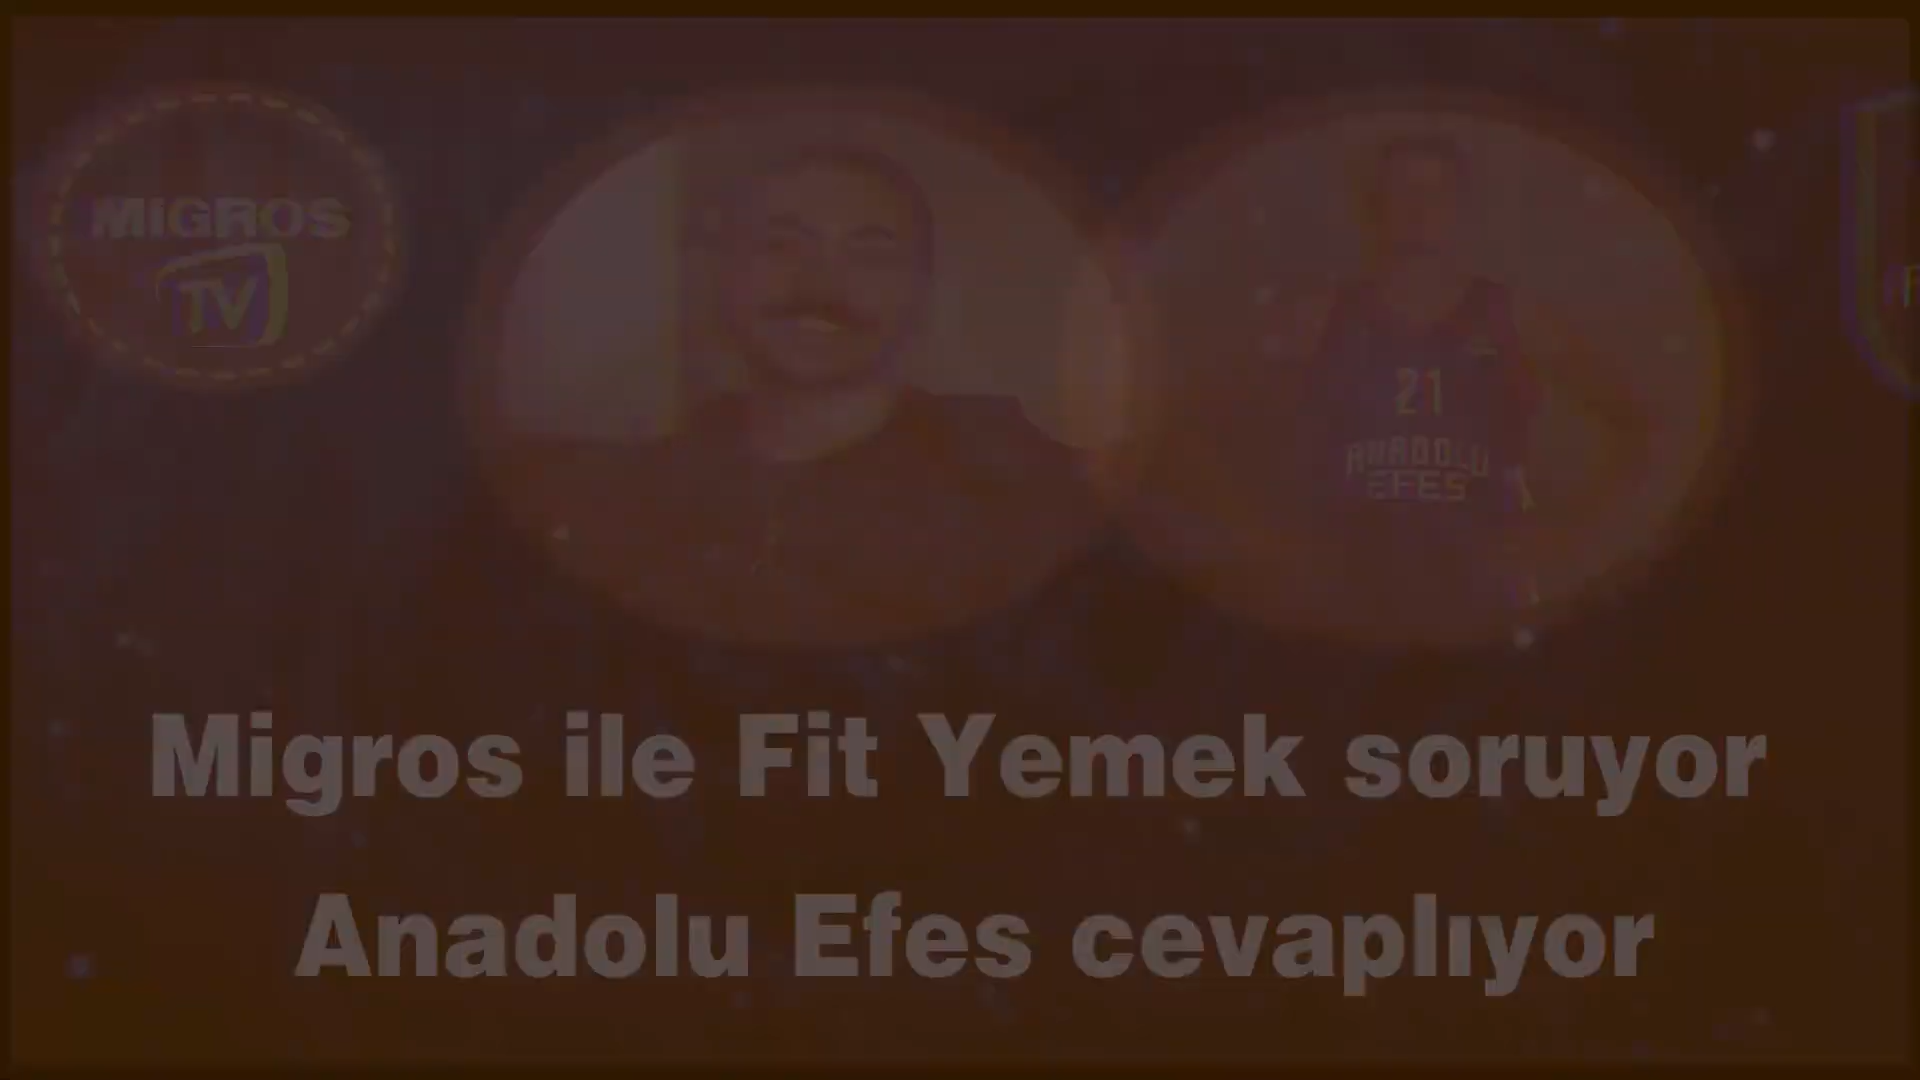 MiGROS
TV
21
ANADOLU
EFES
Migros ile Fit Yemek soruyor
Anadolu Efes cevaplıyor